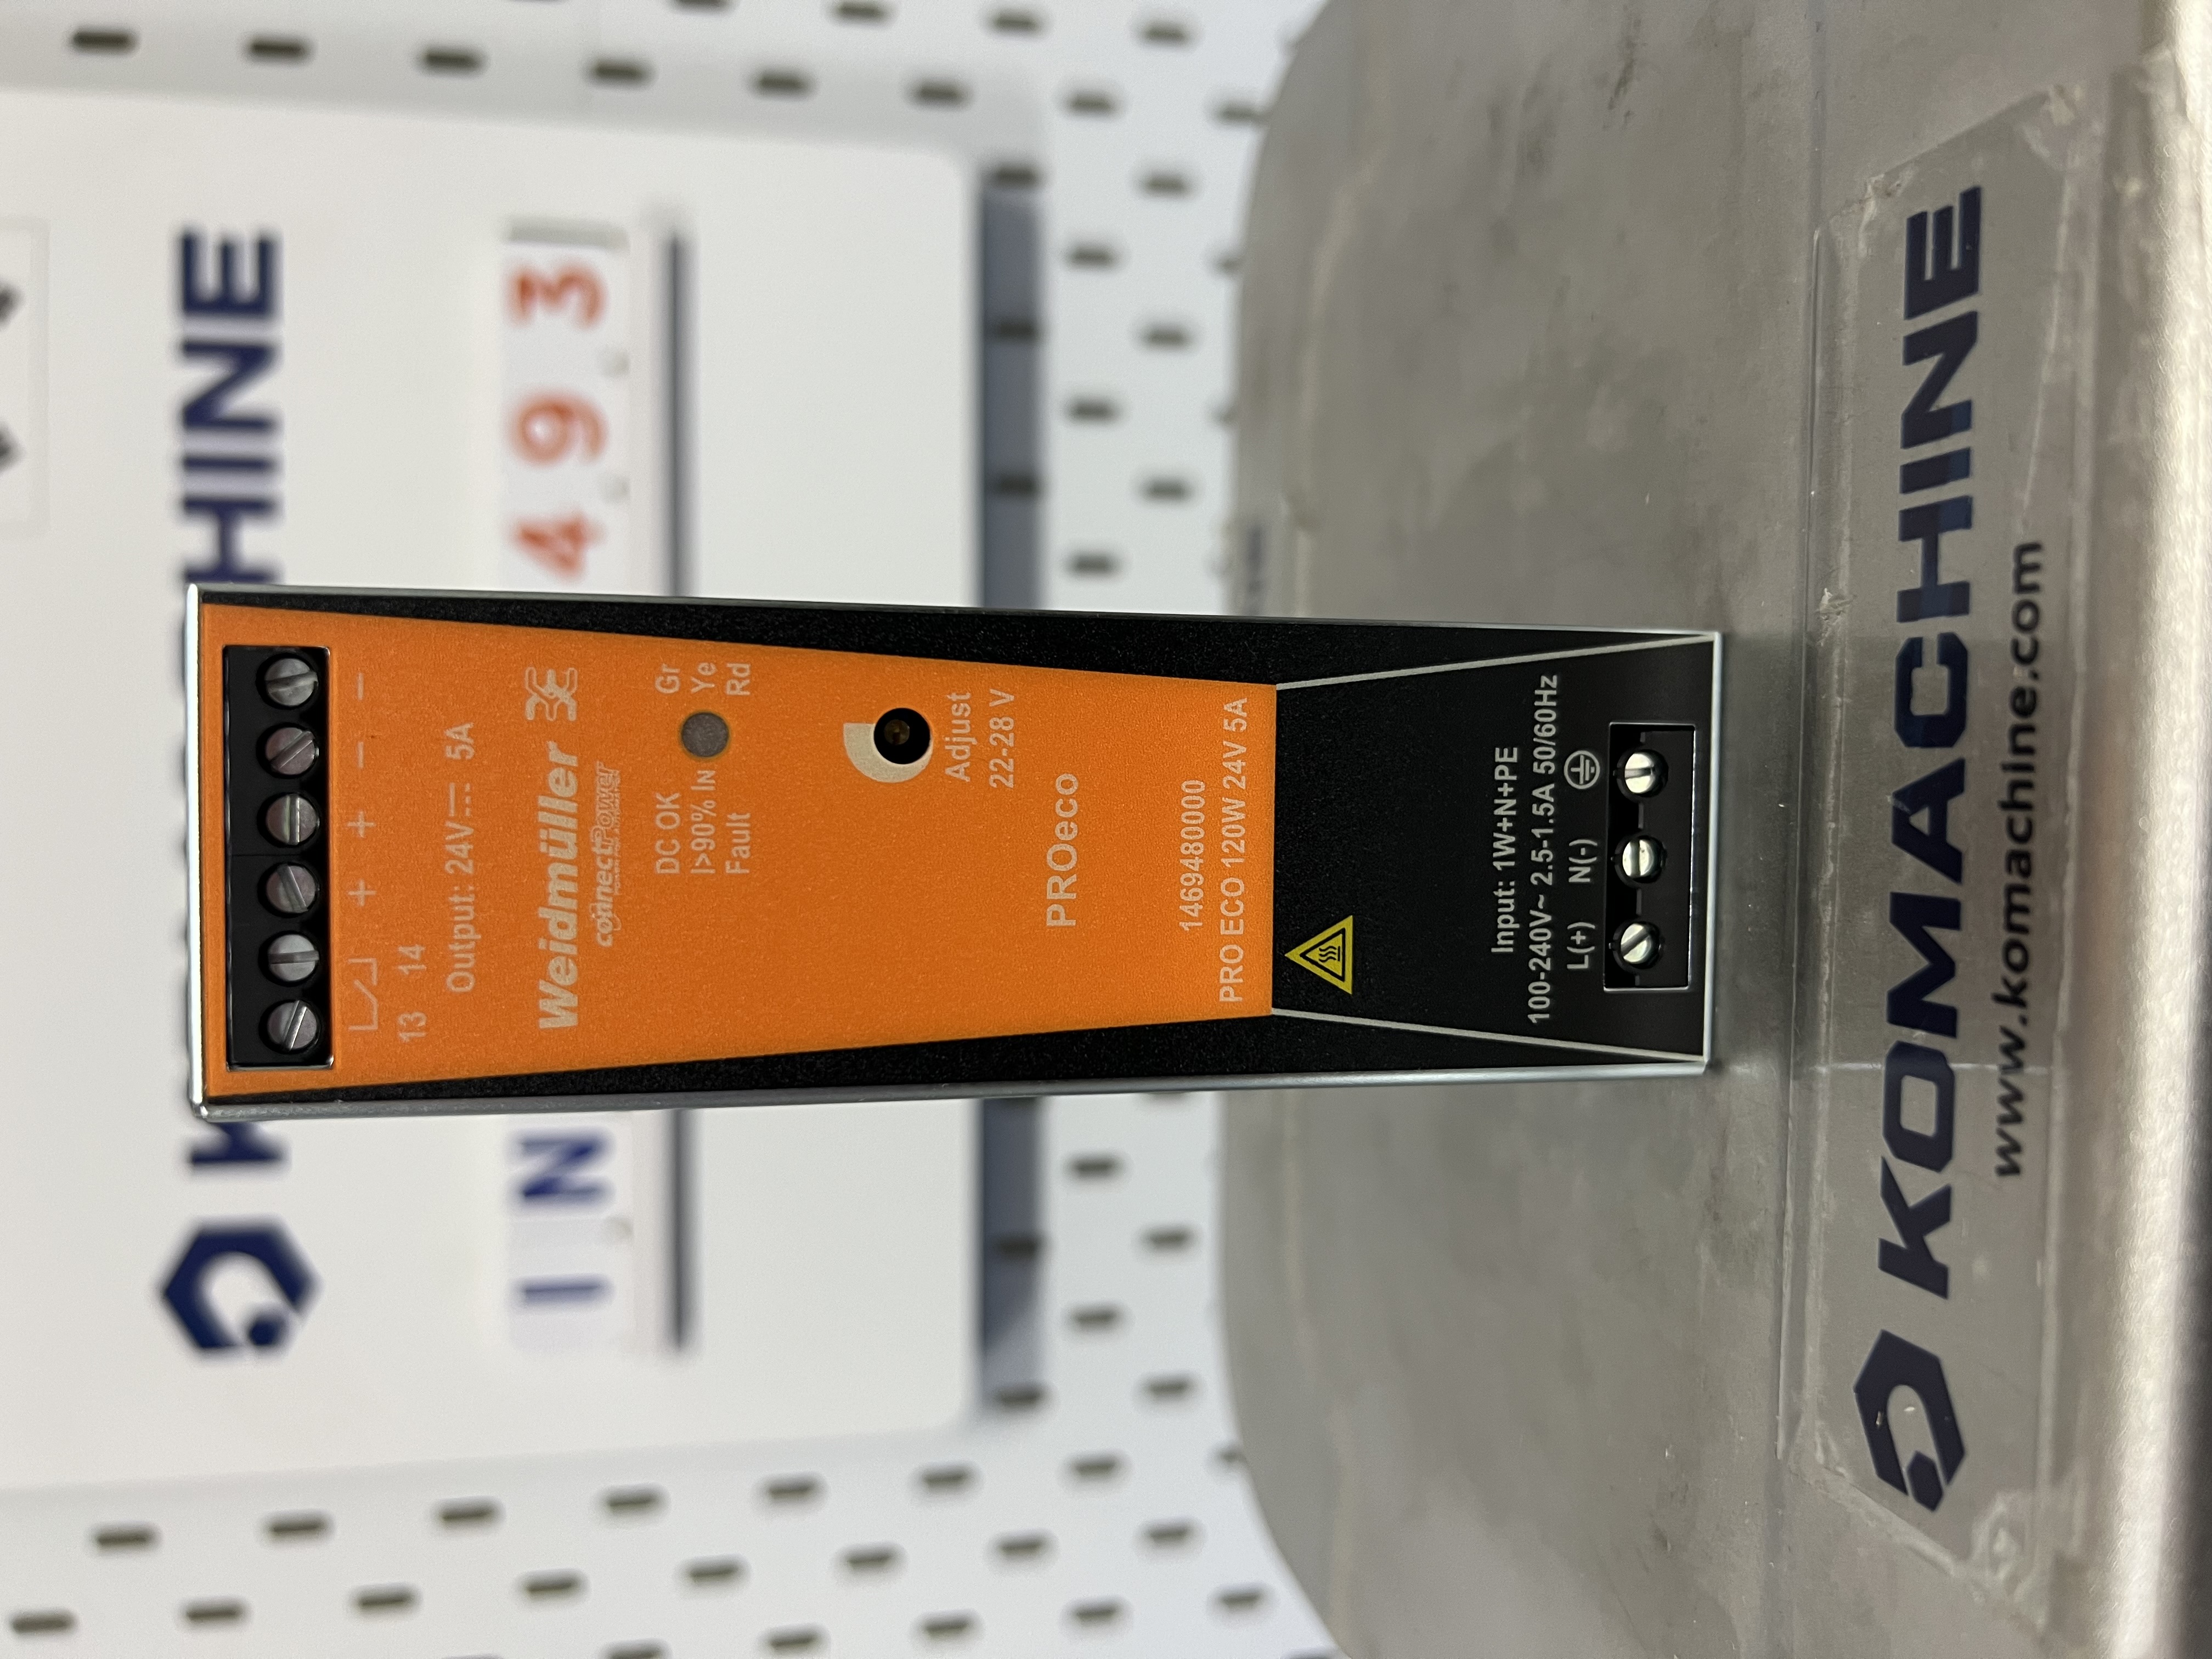 KOMACHINE
IN 493
13 14
+ + - -
Output: 24V 5A
Weidmüller
connectPower
DC OK Gr
I>90% IN Ye
Fault Rd
Adjust
22-28 V
PROeco
1469480000
PRO ECO 120W 24V 5A
Input: 1W+N+PE
100-240V~ 2.5-1.5A 50/60Hz
L(+) N(-)
KOMACHINE
www.komachine.com